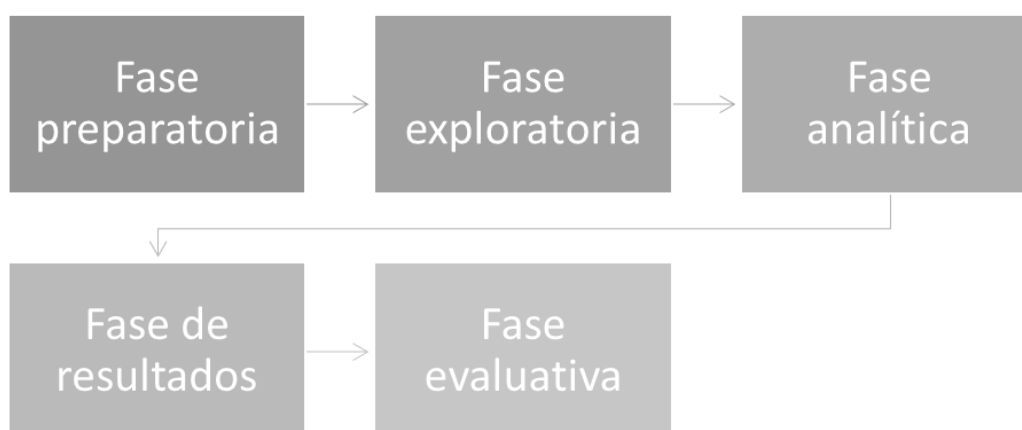 Fase
preparatoria
Fase
exploratoria
Fase
analítica
Fase de
resultados
Fase
evaluativa